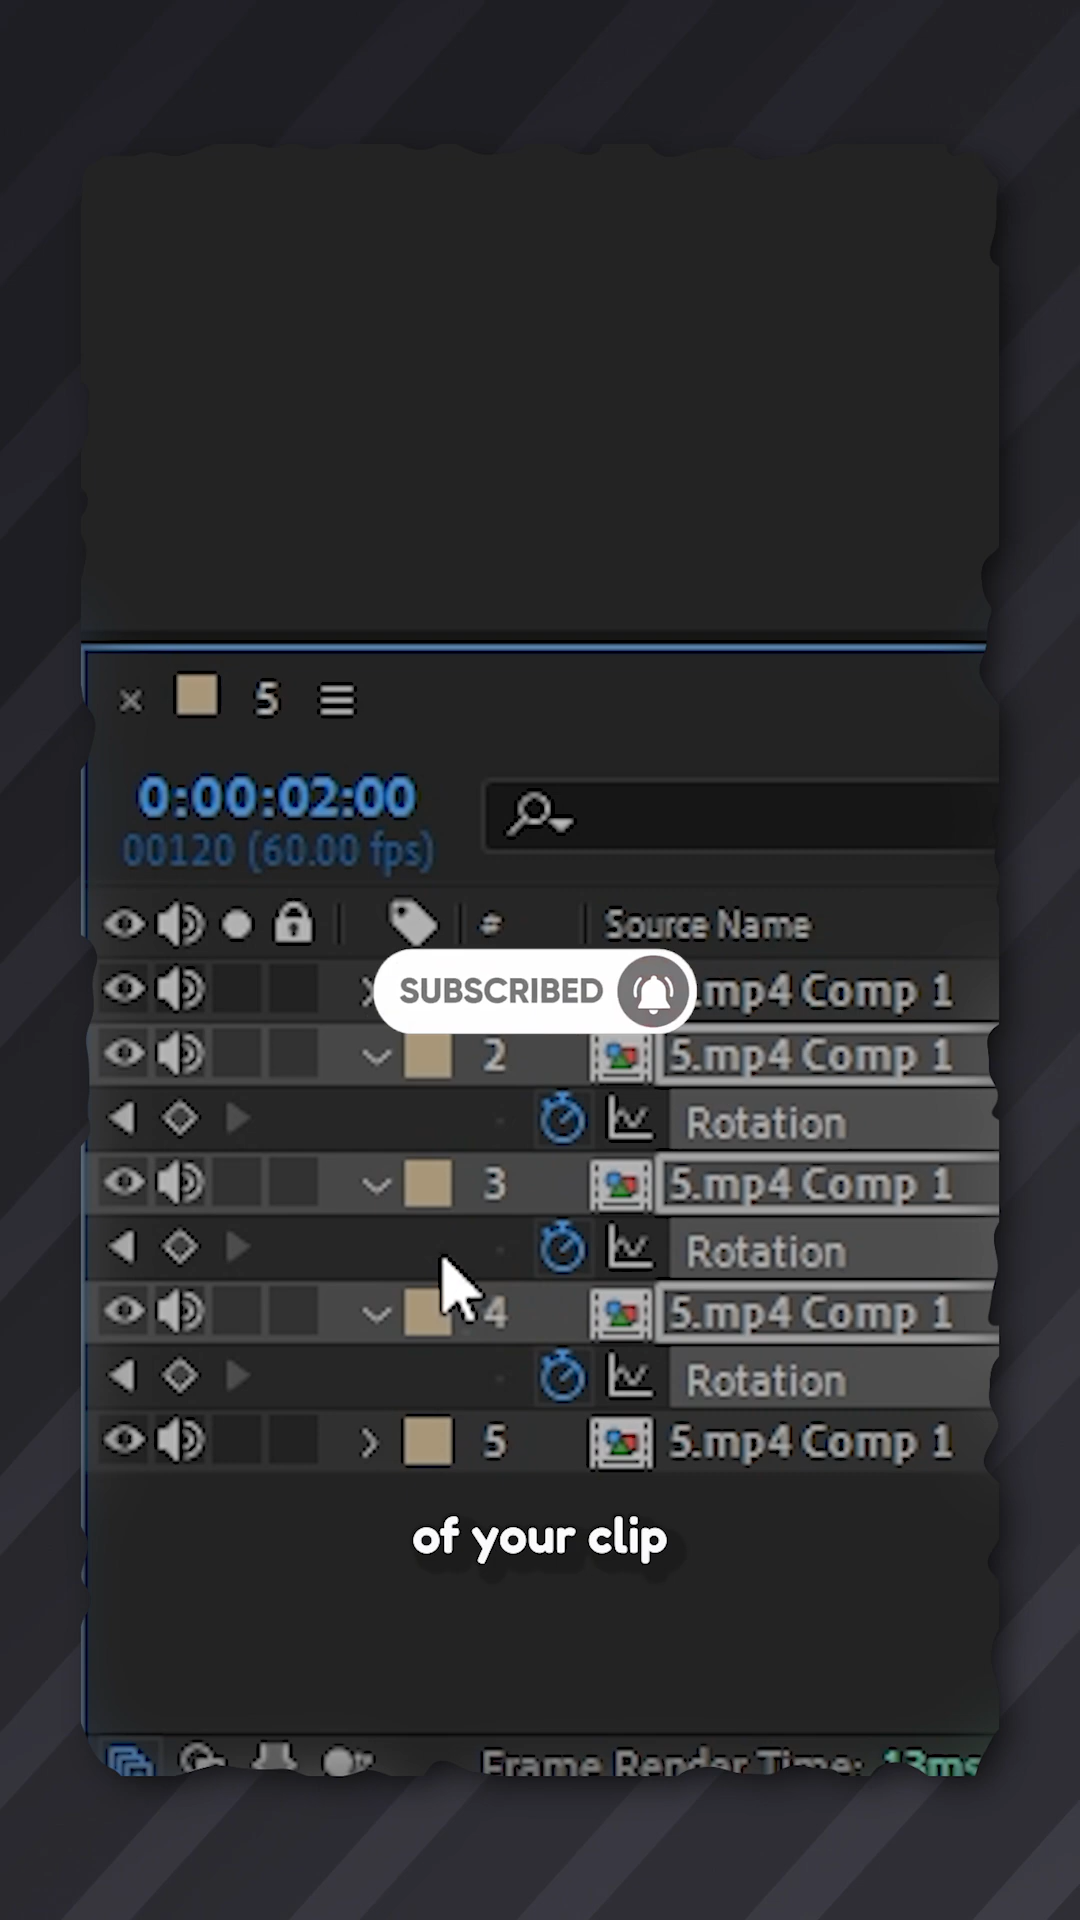 5
0:00:02:00
00120 (60.00 fps)
# Source Name
.mp4 Comp 1
SUBSCRIBED
2 5.mp4 Comp 1
Rotation
3 5.mp4 Comp 1
Rotation
4 5.mp4 Comp 1
Rotation
5 5.mp4 Comp 1
of your clip
Frame Render Time: 13ms